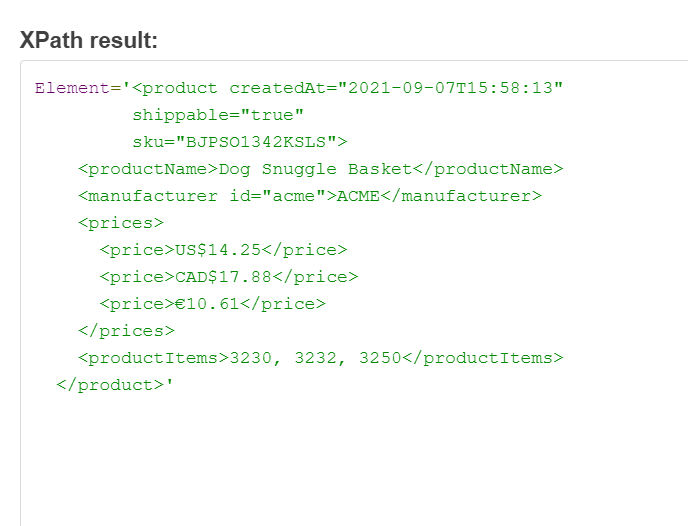 XPath result:
Element='<product createdAt="2021-09-07T15:58:13"
shippable="true"
sku="BJPSO1342KSLS">
<productName>Dog Snuggle Basket</productName>
<manufacturer id="acme">ACME</manufacturer>
<prices>
<price>US$14.25</price>
<price>CAD$17.88</price>
<price>€10.61</price>
</prices>
<productItems>3230, 3232, 3250</productItems>
</product>'